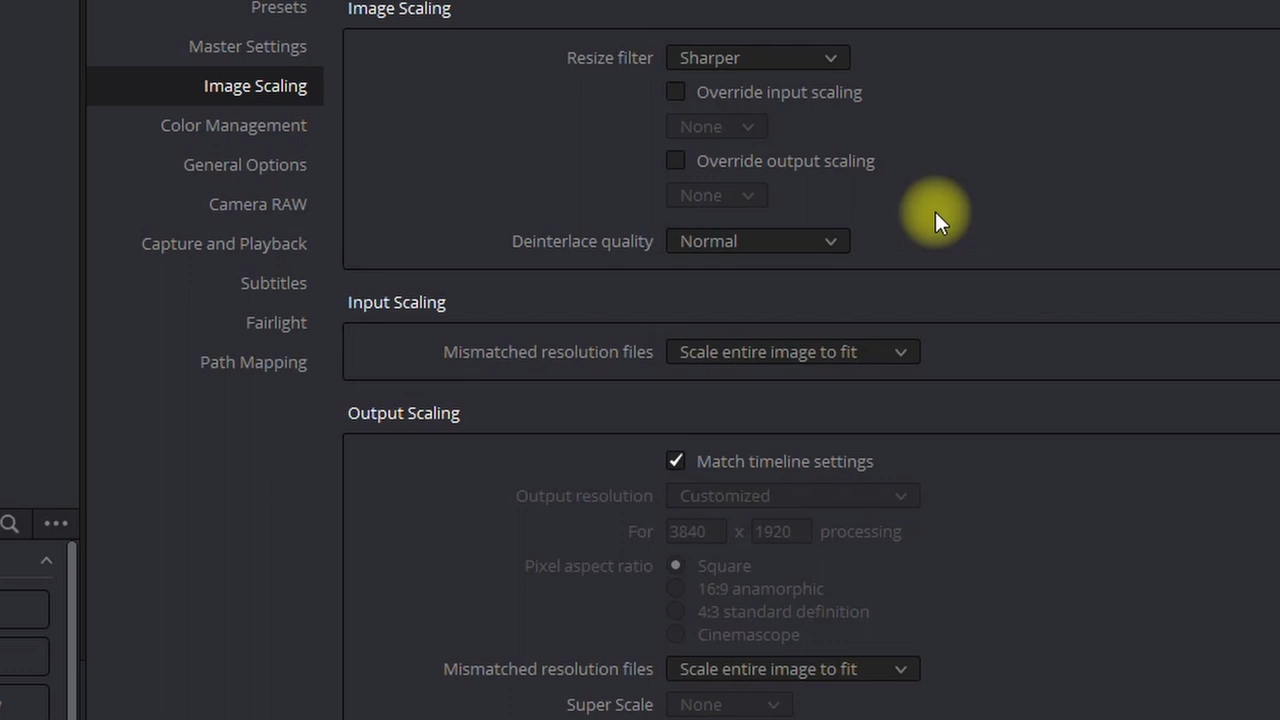 Presets
Master Settings
Image Scaling
Color Management
General Options
Camera RAW
Capture and Playback
Subtitles
Fairlight
Path Mapping
Image Scaling
Resize filter Sharper
Override input scaling
None
Override output scaling
None
Deinterlace quality Normal
Input Scaling
Mismatched resolution files Scale entire image to fit
Output Scaling
Match timeline settings
Output resolution Customized
For 3840 x 1920 processing
Pixel aspect ratio Square
16:9 anamorphic
4:3 standard definition
Cinemascope
Mismatched resolution files Scale entire image to fit
Super Scale None